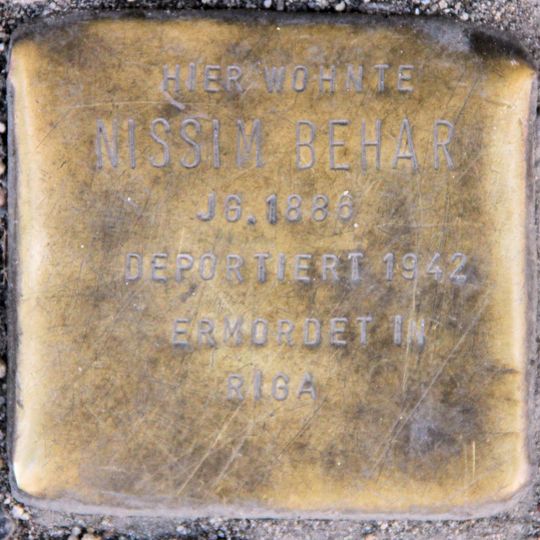 HIER WOHNTE
NISSIM BEHAR
JG. 1886
DEPORTIERT 1942
ERMORDET IN
RIGA